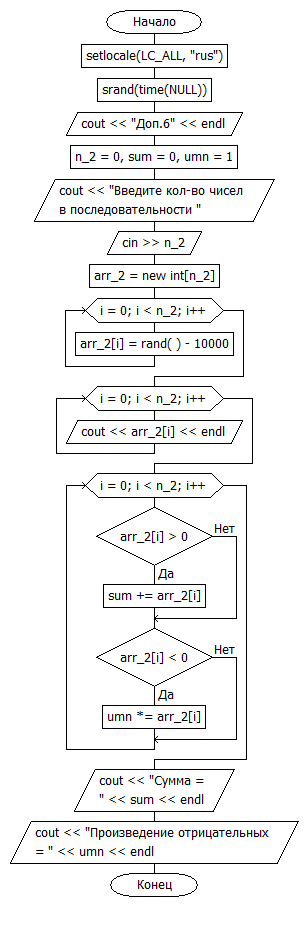 Начало
setlocale(LC_ALL, "rus")
srand(time(NULL))
cout << "Доп.6" << endl
n_2 = 0, sum = 0, umn = 1
cout << "Введите кол-во чисел
в последовательности "
cin >> n_2
arr_2 = new int[n_2]
i = 0; i < n_2; i++
arr_2[i] = rand( ) - 10000
i = 0; i < n_2; i++
cout << arr_2[i] << endl
i = 0; i < n_2; i++
Нет
arr_2[i] > 0
Да
sum += arr_2[i]
Нет
arr_2[i] < 0
Да
umn *= arr_2[i]
cout << "Сумма =
" << sum << endl
cout << "Произведение отрицательных
= " << umn << endl
Конец